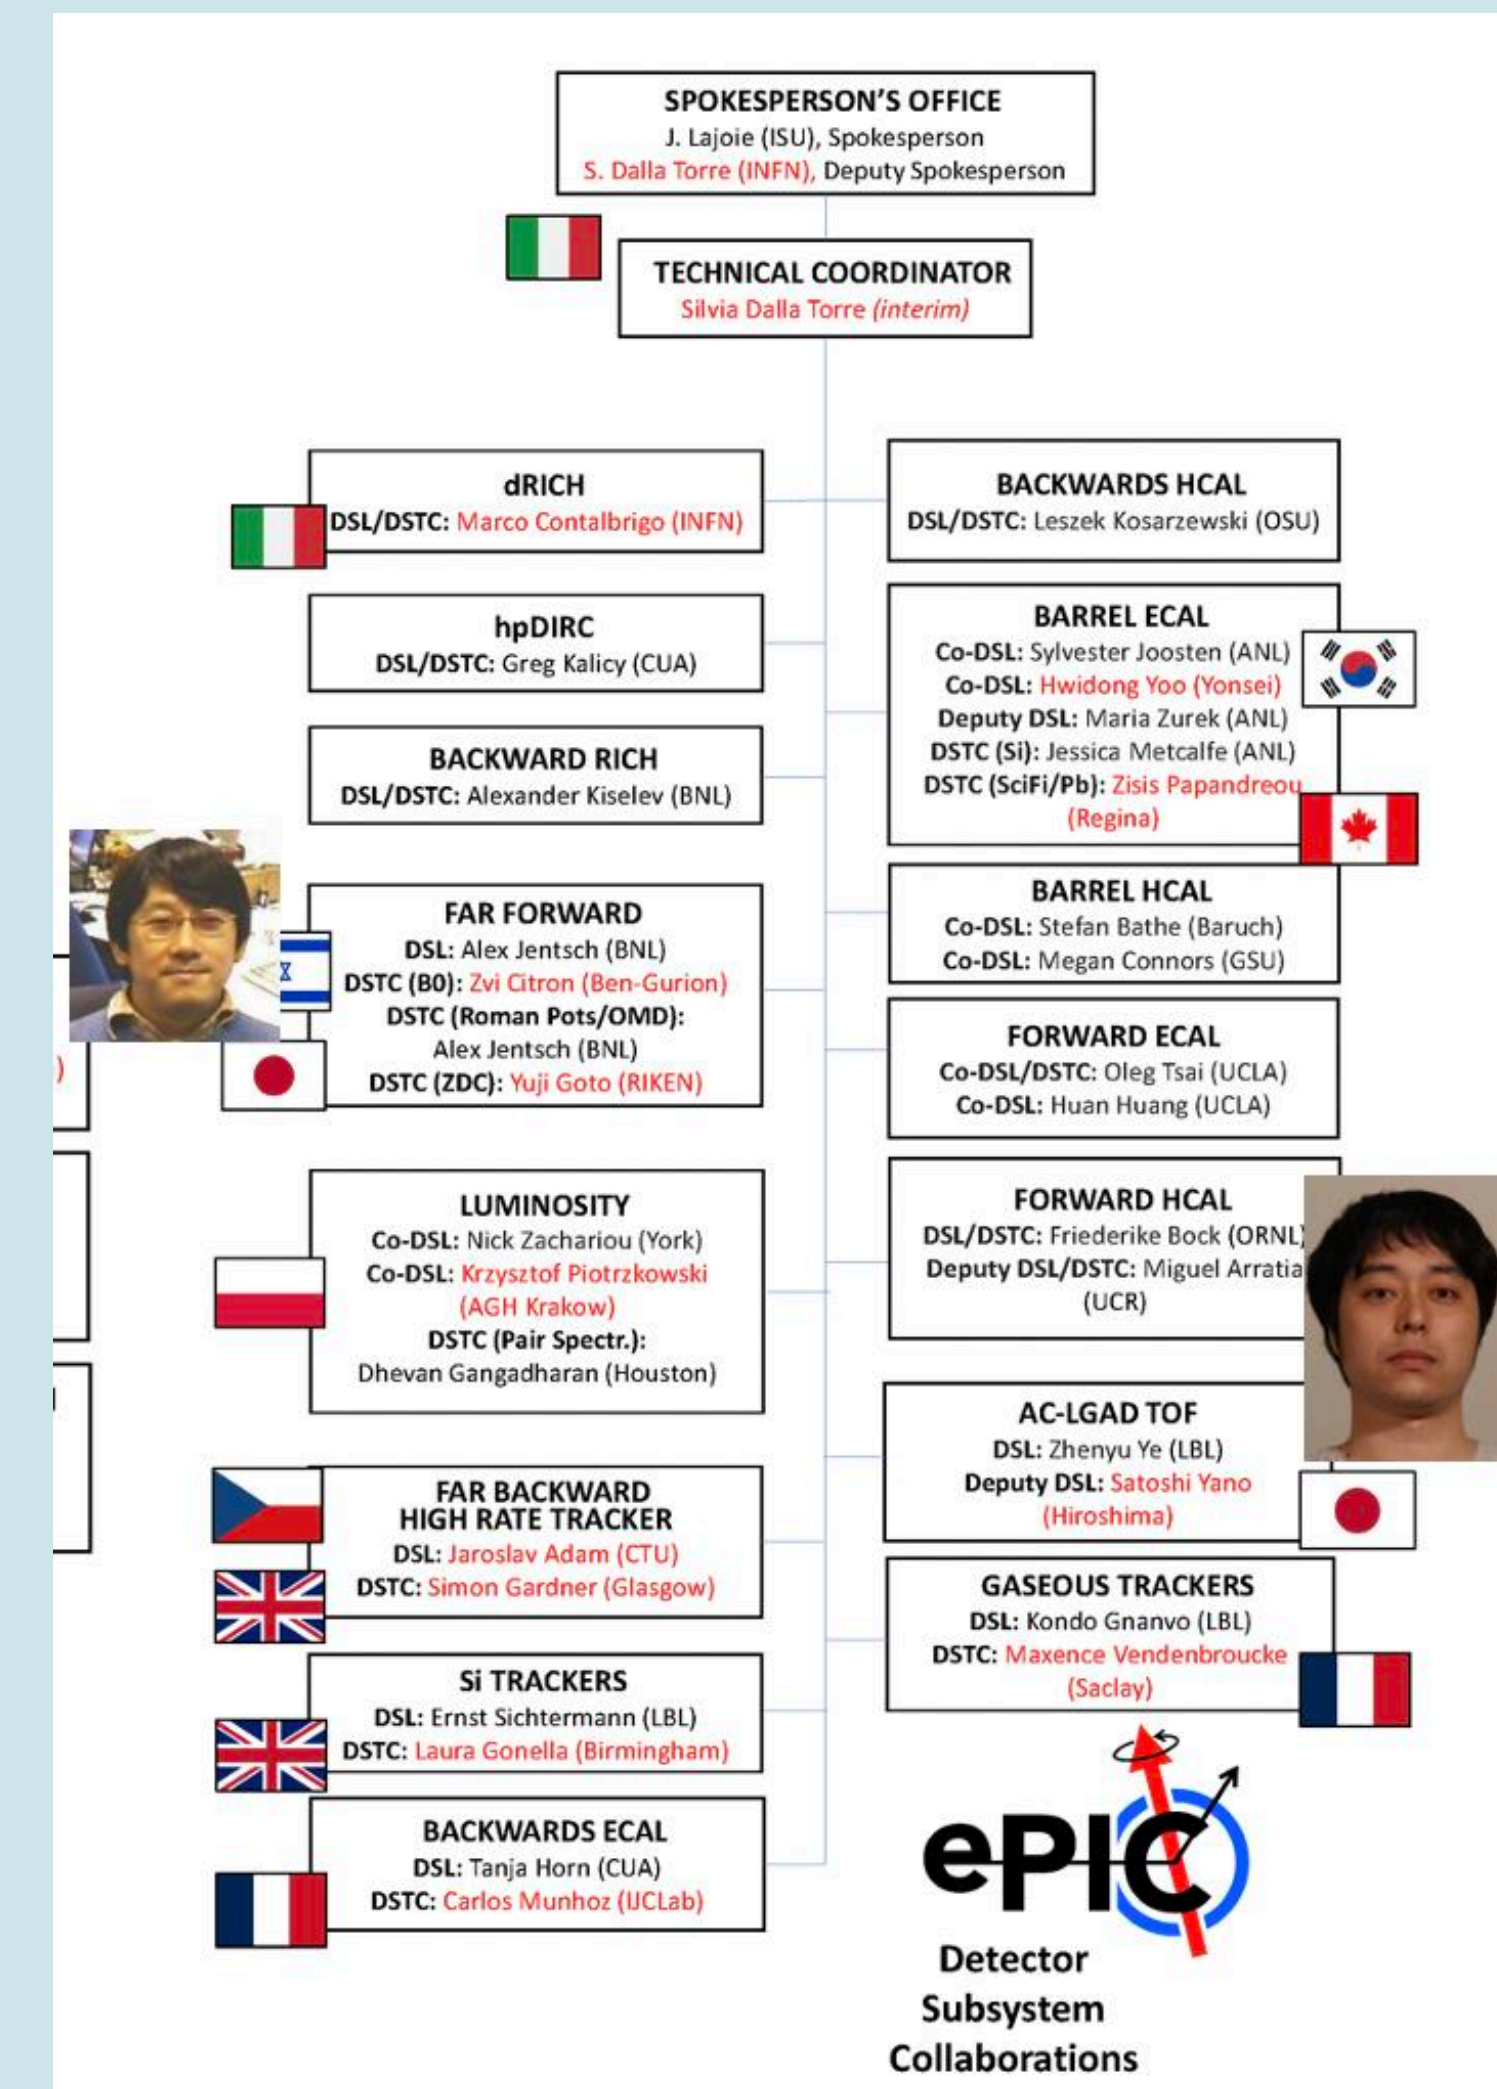 SPOKESPERSON'S OFFICE
J. Lajoie (ISU), Spokesperson
S. Dalla Torre (INFN), Deputy Spokesperson
TECHNICAL COORDINATOR
Silvia Dalla Torre (interim)
dRICH
DSL/DSTC: Marco Contalbrigo (INFN)
hpDIRC
DSL/DSTC: Greg Kalicy (CUA)
BACKWARD RICH
DSL/DSTC: Alexander Kiselev (BNL)
FAR FORWARD
DSL: Alex Jentsch (BNL)
DSTC (B0): Zvi Citron (Ben-Gurion)
DSTC (Roman Pots/OMD):
Alex Jentsch (BNL)
DSTC (ZDC): Yuji Goto (RIKEN)
)
LUMINOSITY
Co-DSL: Nick Zachariou (York)
Co-DSL: Krzysztof Piotrzkowski
(AGH Krakow)
DSTC (Pair Spectr.):
Dhevan Gangadharan (Houston)
FAR BACKWARD
HIGH RATE TRACKER
DSL: Jaroslav Adam (CTU)
DSTC: Simon Gardner (Glasgow)
Si TRACKERS
DSL: Ernst Sichtermann (LBL)
DSTC: Laura Gonella (Birmingham)
BACKWARDS ECAL
DSL: Tanja Horn (CUA)
DSTC: Carlos Munhoz (IJCLab)
BACKWARDS HCAL
DSL/DSTC: Leszek Kosarzewski (OSU)
BARREL ECAL
Co-DSL: Sylvester Joosten (ANL)
Co-DSL: Hwidong Yoo (Yonsei)
Deputy DSL: Maria Zurek (ANL)
DSTC (Si): Jessica Metcalfe (ANL)
DSTC (SciFi/Pb): Zisis Papandreou
(Regina)
BARREL HCAL
Co-DSL: Stefan Bathe (Baruch)
Co-DSL: Megan Connors (GSU)
FORWARD ECAL
Co-DSL/DSTC: Oleg Tsai (UCLA)
Co-DSL: Huan Huang (UCLA)
FORWARD HCAL
DSL/DSTC: Friederike Bock (ORNL)
Deputy DSL/DSTC: Miguel Arratia
(UCR)
AC-LGAD TOF
DSL: Zhenyu Ye (LBL)
Deputy DSL: Satoshi Yano
(Hiroshima)
GASEOUS TRACKERS
DSL: Kondo Gnanvo (LBL)
DSTC: Maxence Vendenbroucke
(Saclay)
ePIC
Detector
Subsystem
Collaborations